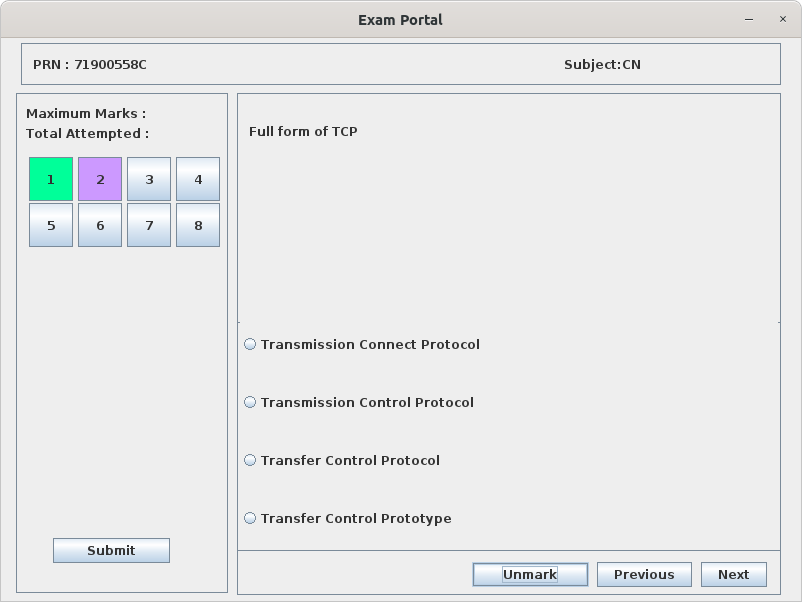 Exam Portal
PRN : 71900558C
Subject:CN
Maximum Marks :
Total Attempted :
1 2 3 4
5 6 7 8
Submit
Full form of TCP
Transmission Connect Protocol
Transmission Control Protocol
Transfer Control Protocol
Transfer Control Prototype
Unmark Previous Next